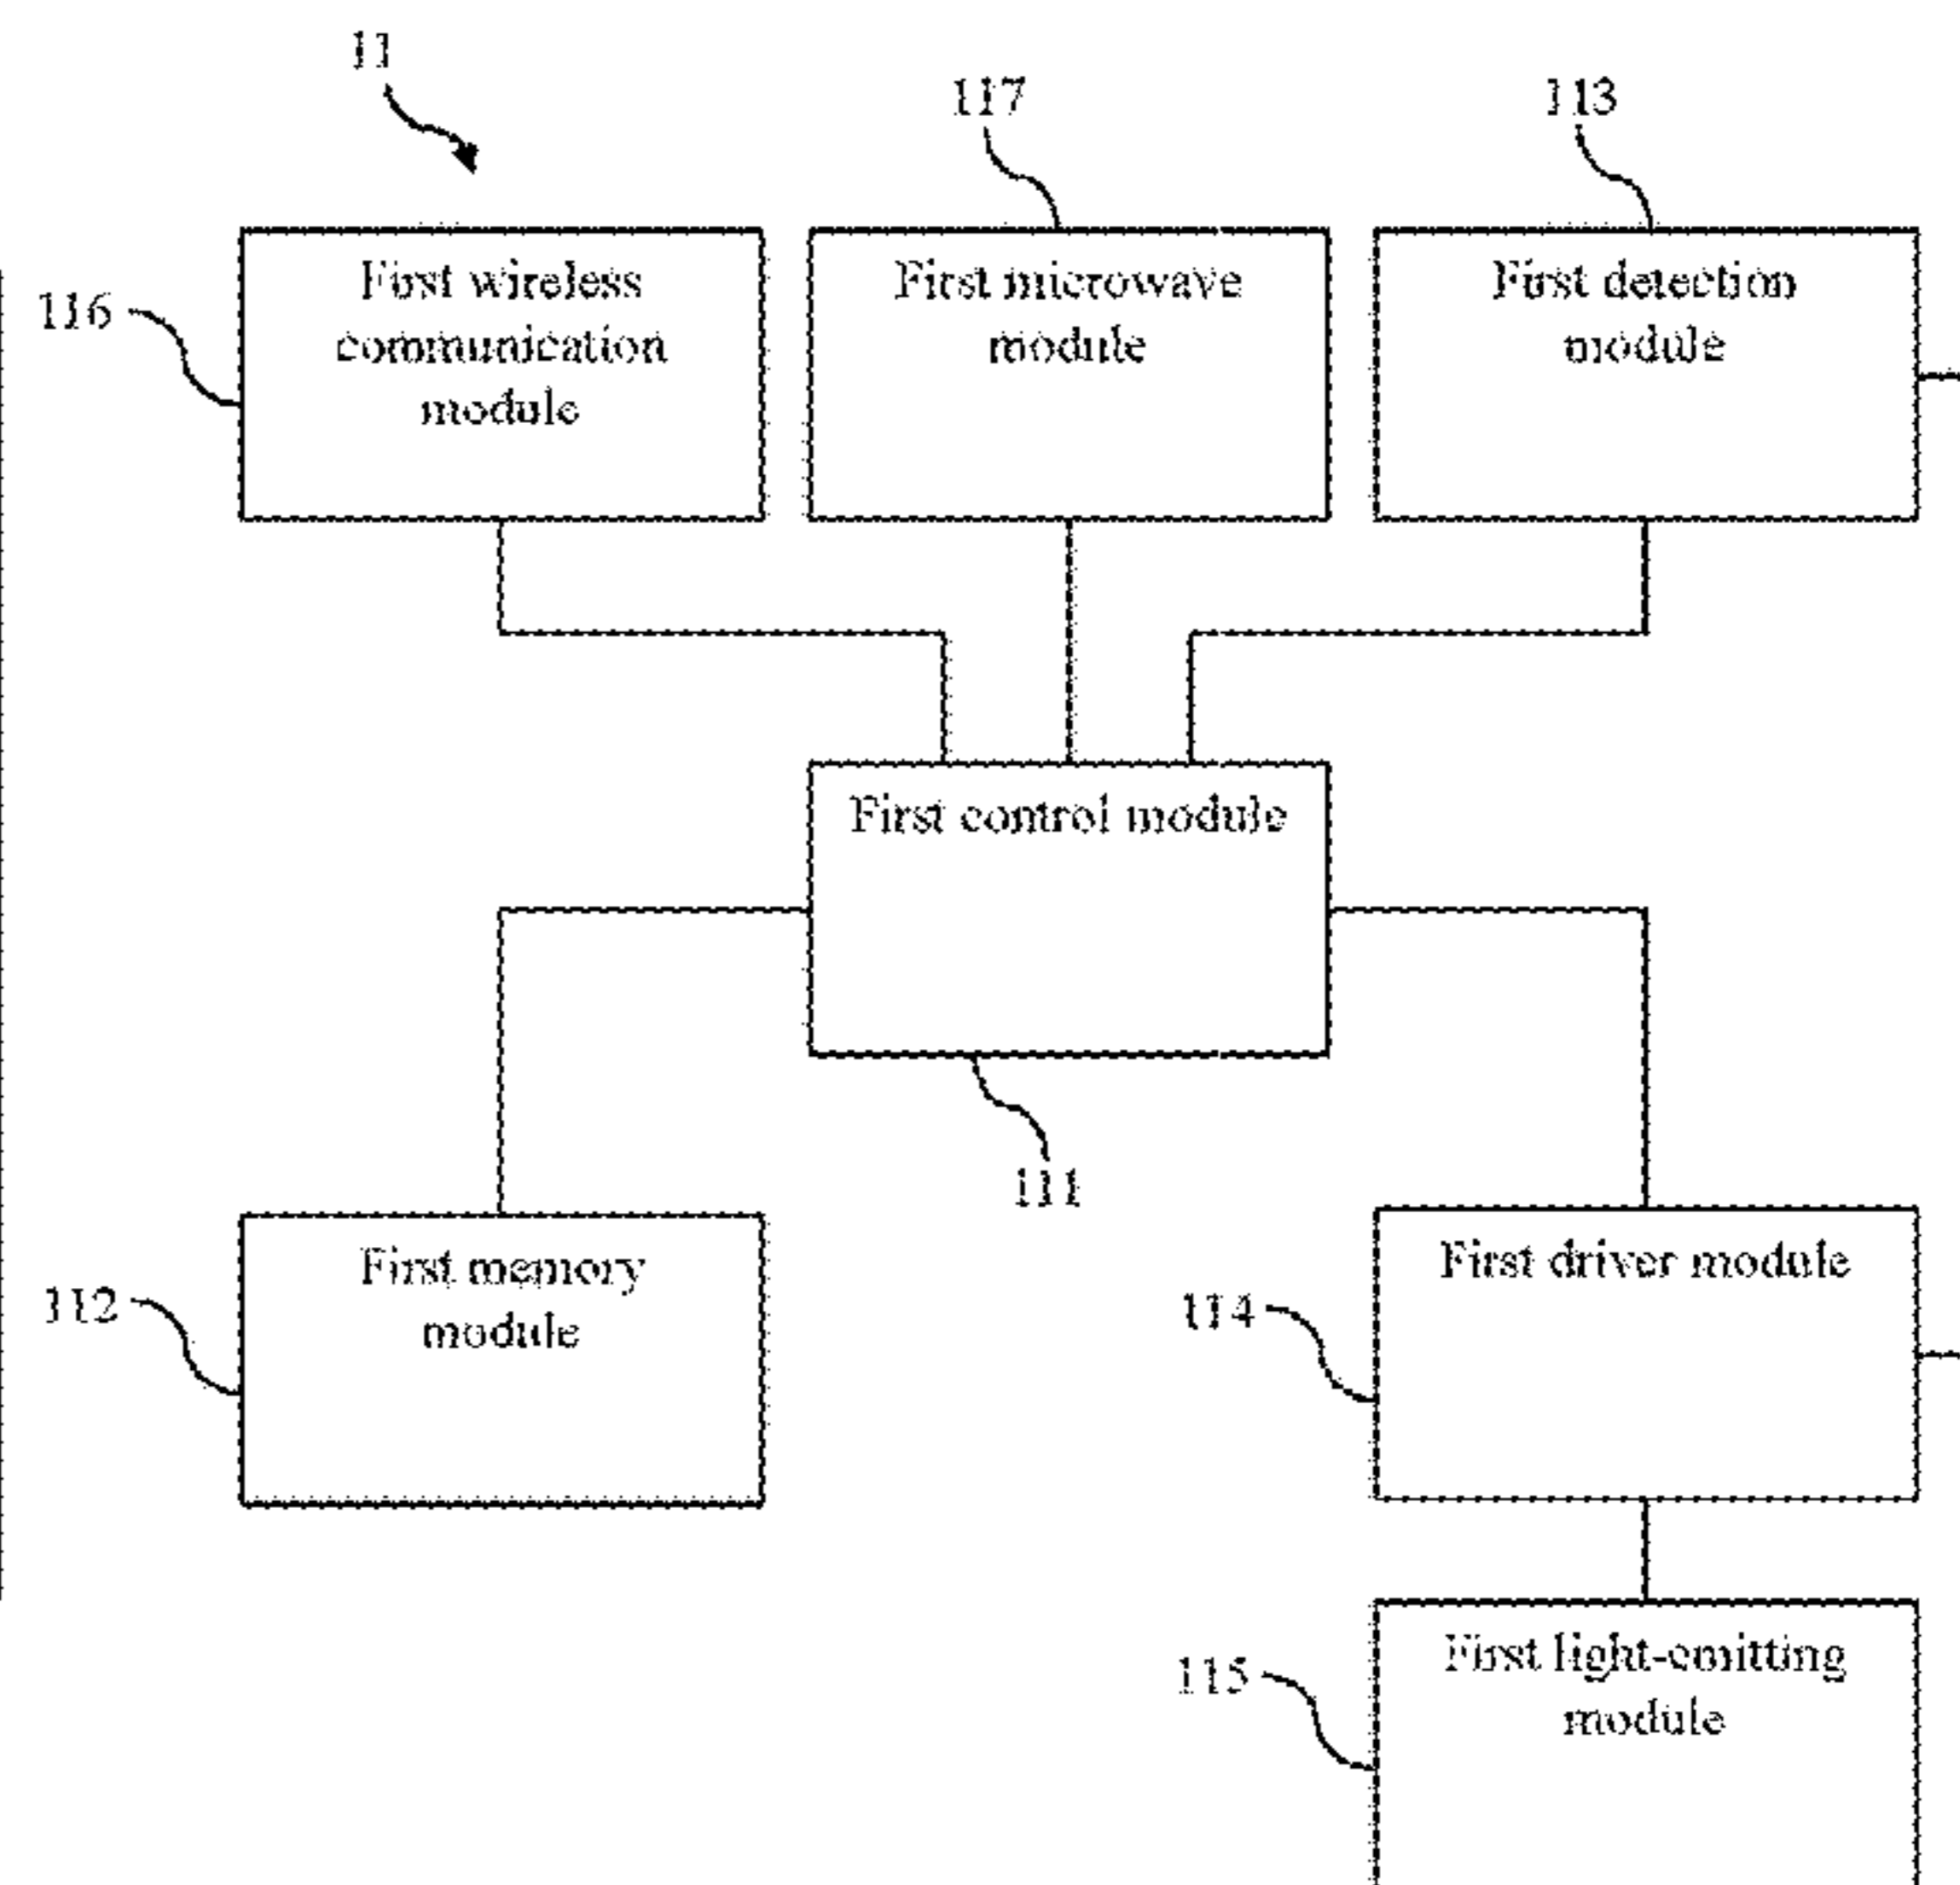 11
117
113
First wireless
communication
module
First microwave
module
First detection
module
116
First control module
111
First memory
module
112
First driver module
114
First light-emitting
module
115